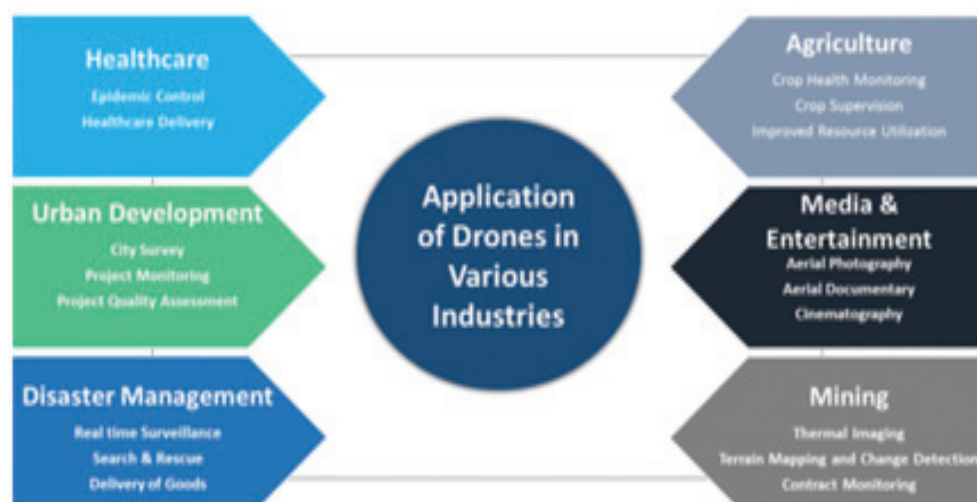 Healthcare
Epidemic Control
Healthcare Delivery
Urban Development
City Survey
Project Monitoring
Project Quality Assessment
Disaster Management
Real time Surveillance
Search & Rescue
Delivery of Goods
Application
of Drones in
Various
Industries
Agriculture
Crop Health Monitoring
Crop Supervision
Improved Resource Utilization
Media &
Entertainment
Aerial Photography
Aerial Documentary
Cinematography
Mining
Thermal Imaging
Terrain Mapping and Change Detection
Contract Monitoring